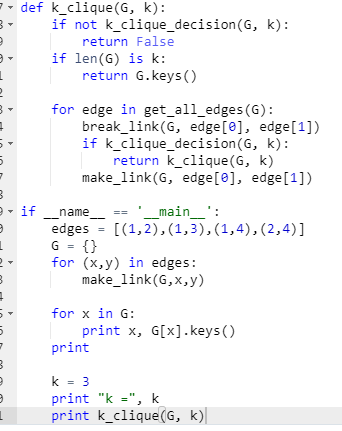 def k_clique(G, k):
    if not k_clique_decision(G, k):
        return False
    if len(G) is k:
        return G.keys()

    for edge in get_all_edges(G):
        break_link(G, edge[0], edge[1])
        if k_clique_decision(G, k):
            return k_clique(G, k)
        make_link(G, edge[0], edge[1])

if __name__ == '__main__':
    edges = [(1,2),(1,3),(1,4),(2,4)]
    G = {}
    for (x,y) in edges:
        make_link(G,x,y)

    for x in G:
        print x, G[x].keys()
    print

    k = 3
    print "k =", k
    print k_clique(G, k)